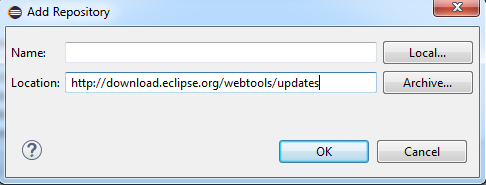 Add Repository
Name:
Local...
Location: http://download.eclipse.org/webtools/updates
Archive...
?
OK
Cancel